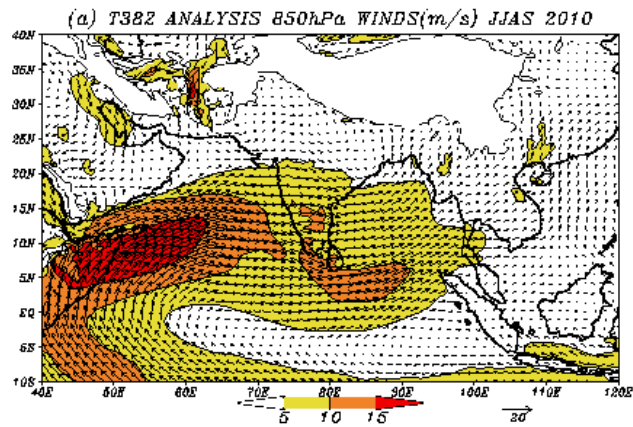 (a) T38Z ANALYSIS 850hPa WINDS(m/s) JJAS 2010
40N
35N
30N
25N
20N
15N
10N
5N
EQ
5S
10S
40E 50E 60E 70E 80E 90E 100E 110E 120E
5 10 15
20